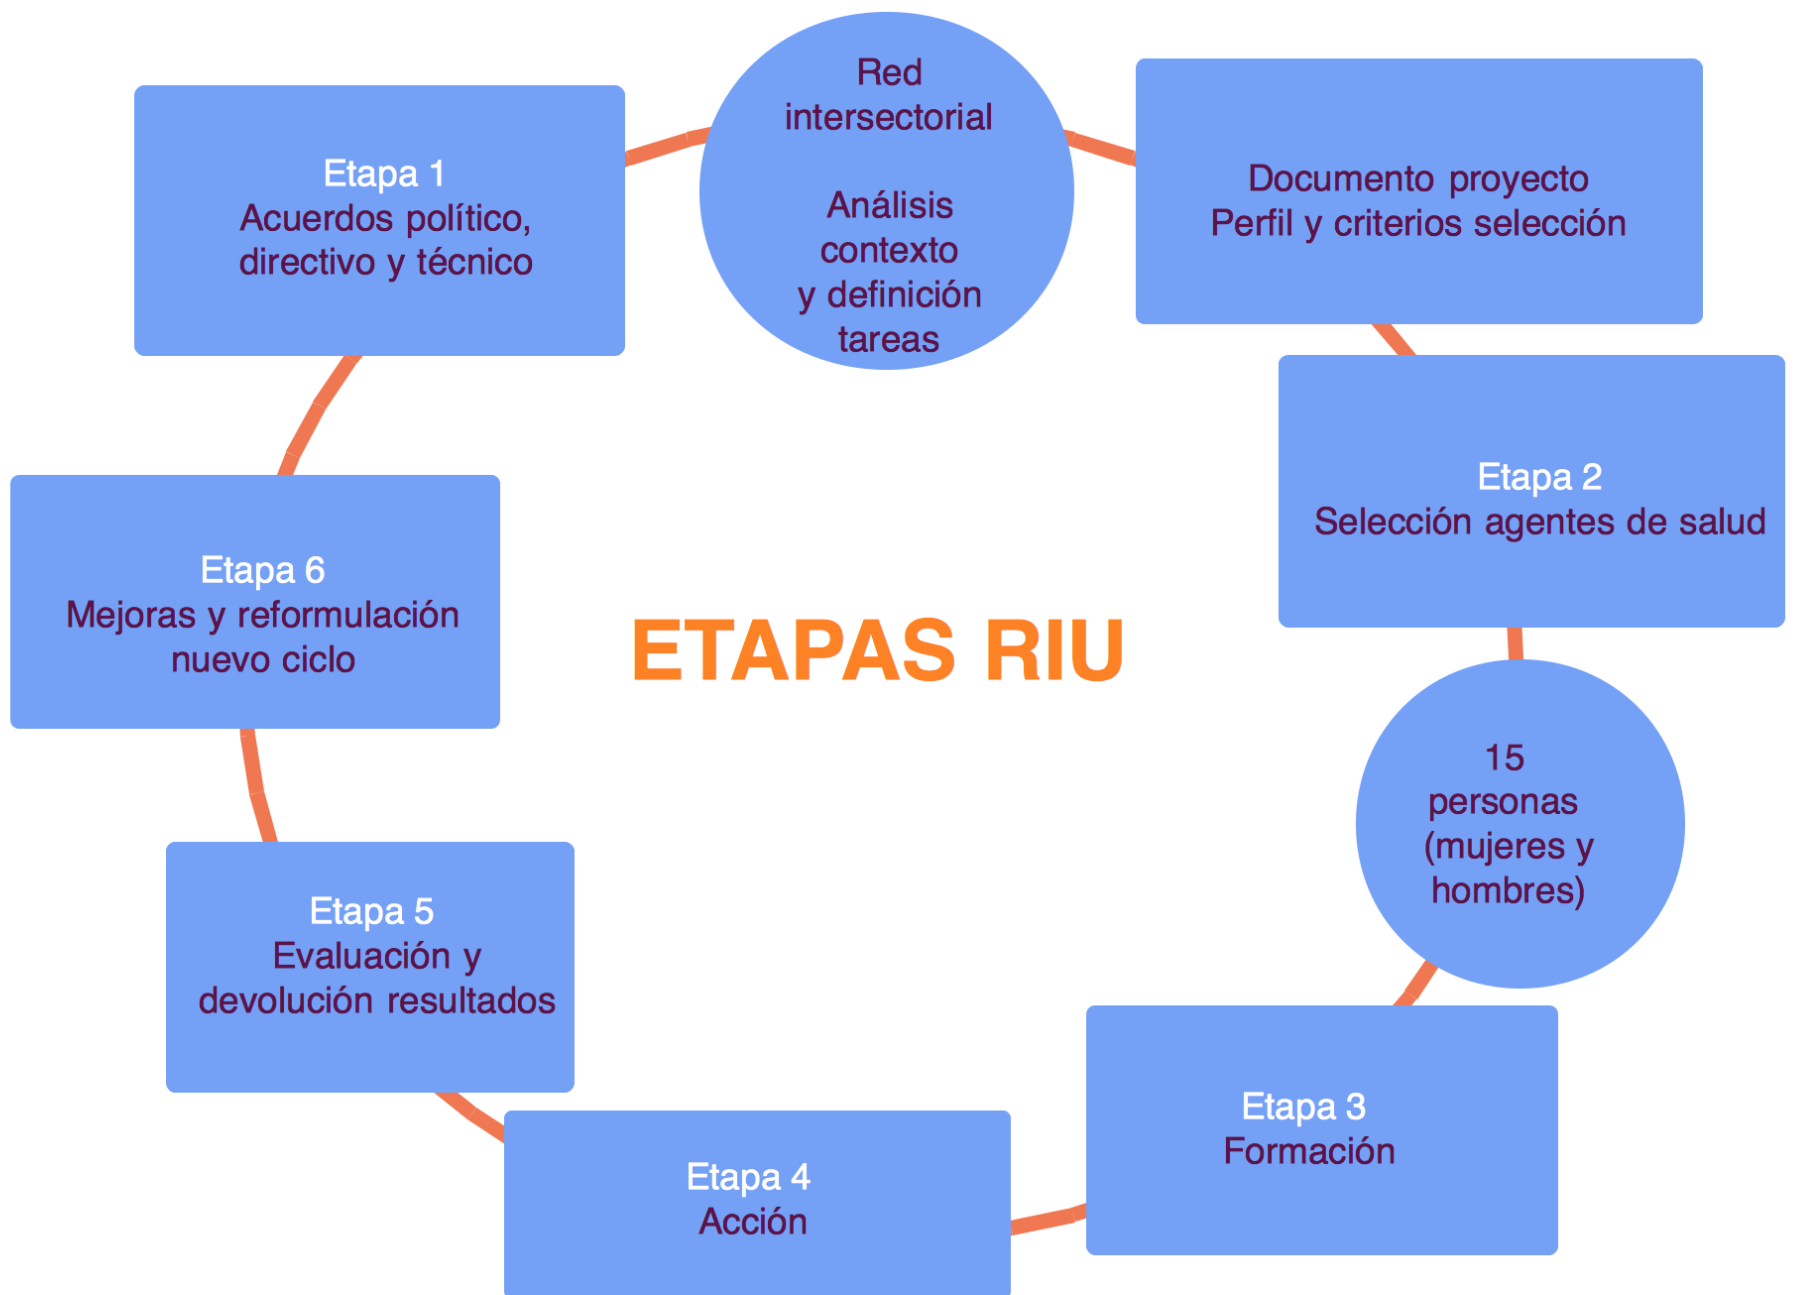 Etapa 1
Acuerdos político,
directivo y técnico
Red
intersectorial
Análisis
contexto
y definición
tareas
Documento proyecto
Perfil y criterios selección
Etapa 2
Selección agentes de salud
15
personas
(mujeres y
hombres)
Etapa 3
Formación
Etapa 4
Acción
Etapa 5
Evaluación y
devolución resultados
Etapa 6
Mejoras y reformulación
nuevo ciclo
ETAPAS RIU